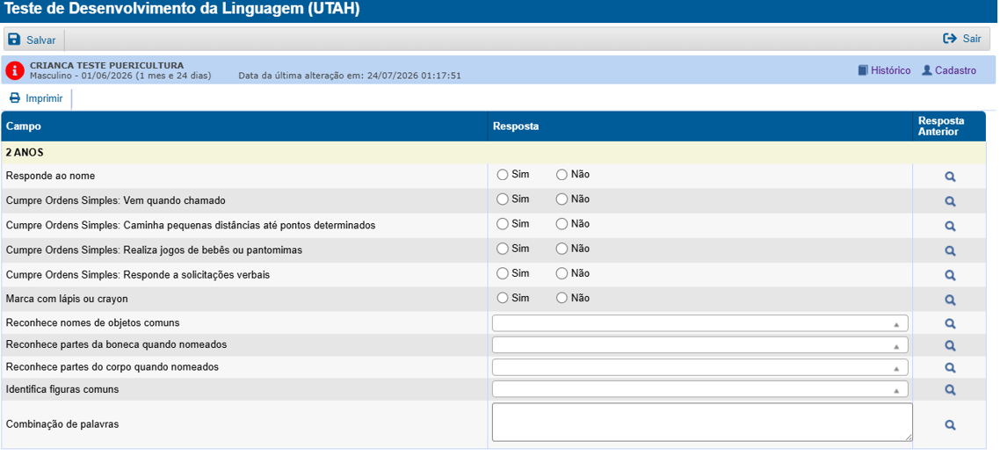 Teste de Desenvolvimento da Linguagem (UTAH)
Salvar
Sair
CRIANCA TESTE PUERICULTURA
Masculino - 01/06/2026 (1 mes e 24 dias) Data da última alteração em: 24/07/2026 01:17:51
Histórico Cadastro
Imprimir
Campo Resposta Resposta Anterior
2 ANOS
Responde ao nome Sim Não
Cumpre Ordens Simples: Vem quando chamado Sim Não
Cumpre Ordens Simples: Caminha pequenas distâncias até pontos determinados Sim Não
Cumpre Ordens Simples: Realiza jogos de bebês ou pantomimas Sim Não
Cumpre Ordens Simples: Responde a solicitações verbais Sim Não
Marca com lápis ou crayon Sim Não
Reconhece nomes de objetos comuns
Reconhece partes da boneca quando nomeados
Reconhece partes do corpo quando nomeados
Identifica figuras comuns
Combinação de palavras